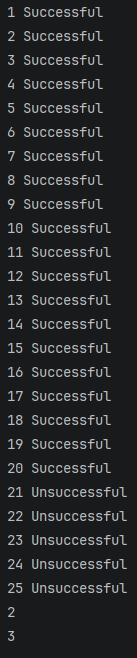 1 Successful
2 Successful
3 Successful
4 Successful
5 Successful
6 Successful
7 Successful
8 Successful
9 Successful
10 Successful
11 Successful
12 Successful
13 Successful
14 Successful
15 Successful
16 Successful
17 Successful
18 Successful
19 Successful
20 Successful
21 Unsuccessful
22 Unsuccessful
23 Unsuccessful
24 Unsuccessful
25 Unsuccessful
2
3